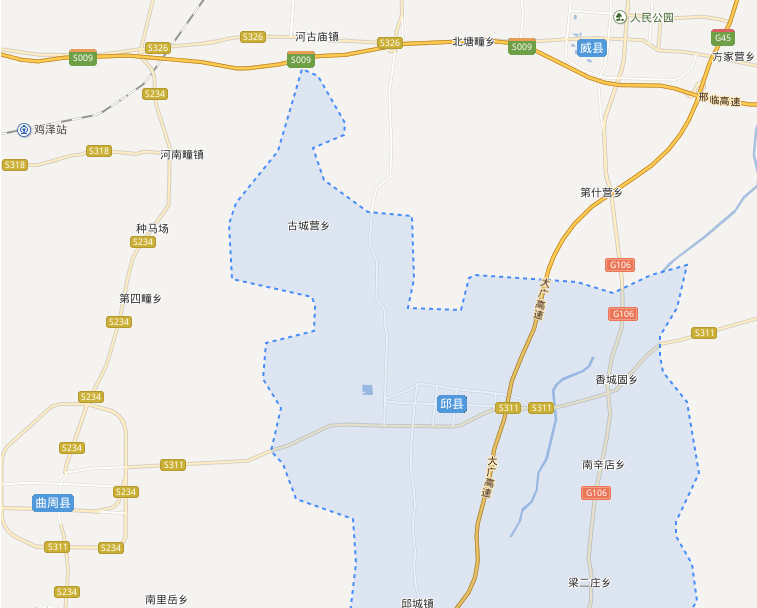 人民公园
河古庙镇
S326
S326
S326
北塘疃乡
S009
威县
G45
S009
S009
方家营乡
S234
邢临高速
鸡泽站
S318
S318
河南疃镇
第什营乡
古城营乡
种马场
S234
G106
大广高速
第四疃乡
G106
S234
S311
香城固乡
S234
邱县
S311
S311
S234
S311
南辛店乡
大广高速
S234
G106
曲周县
S311
S234
梁二庄乡
S234
南里岳乡
邱城镇